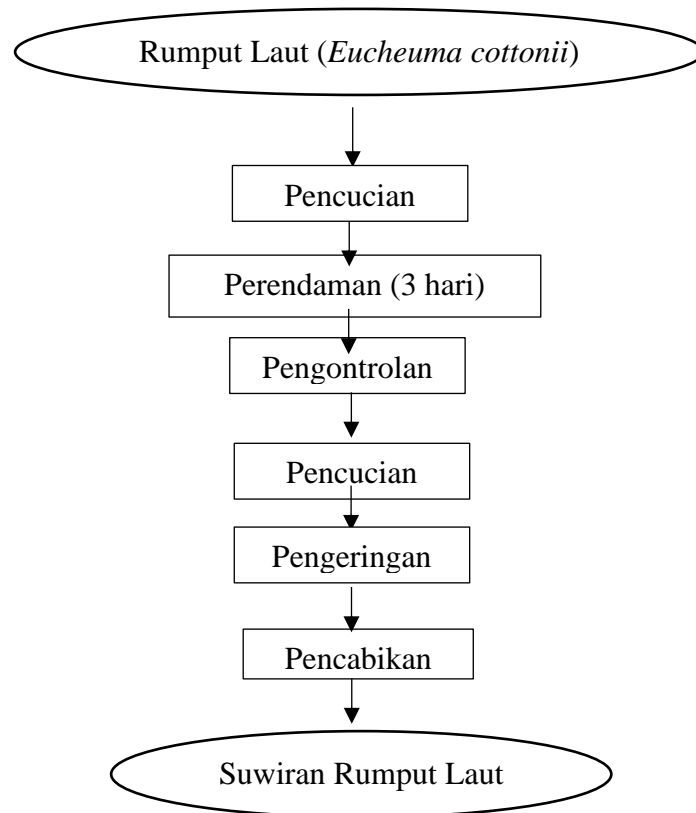 Rumput Laut (Eucheuma cottonii)
Pencucian
Perendaman (3 hari)
Pengontrolan
Pencucian
Pengeringan
Pencabikan
Suwiran Rumput Laut